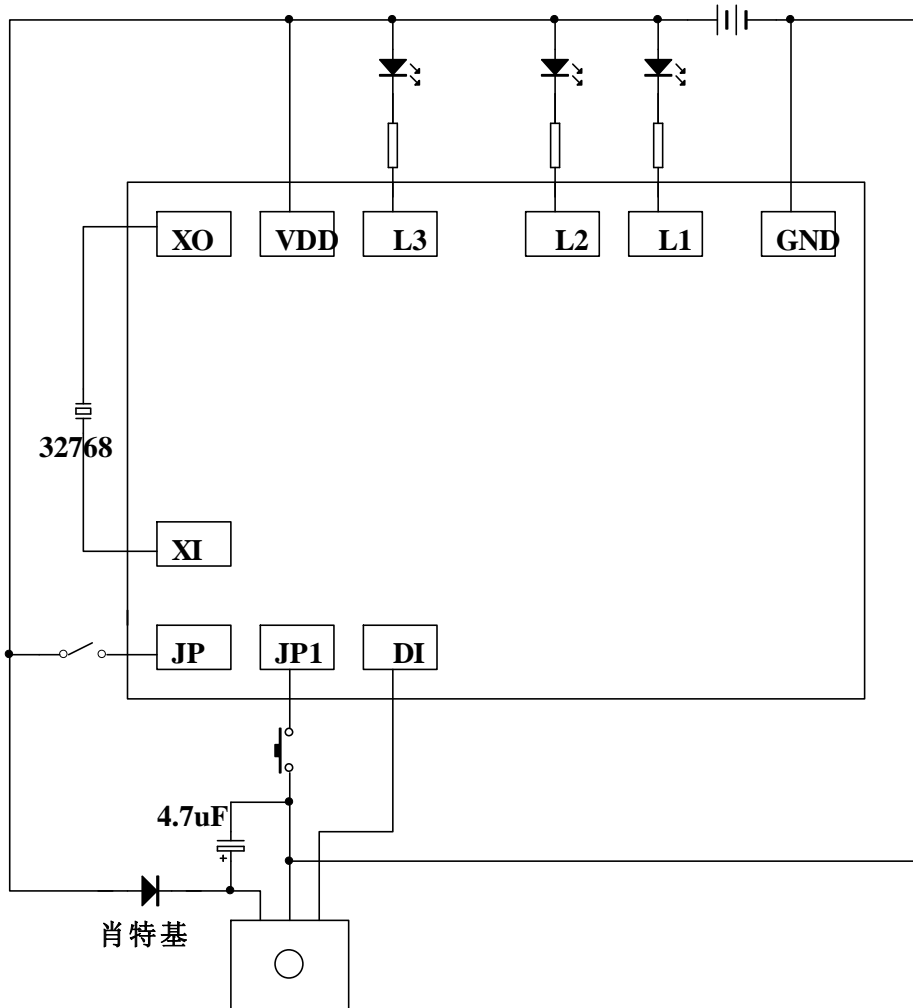 XO VDD L3 L2 L1 GND
32768
XI
JP JP1 DI
4.7uF
+
肖特基